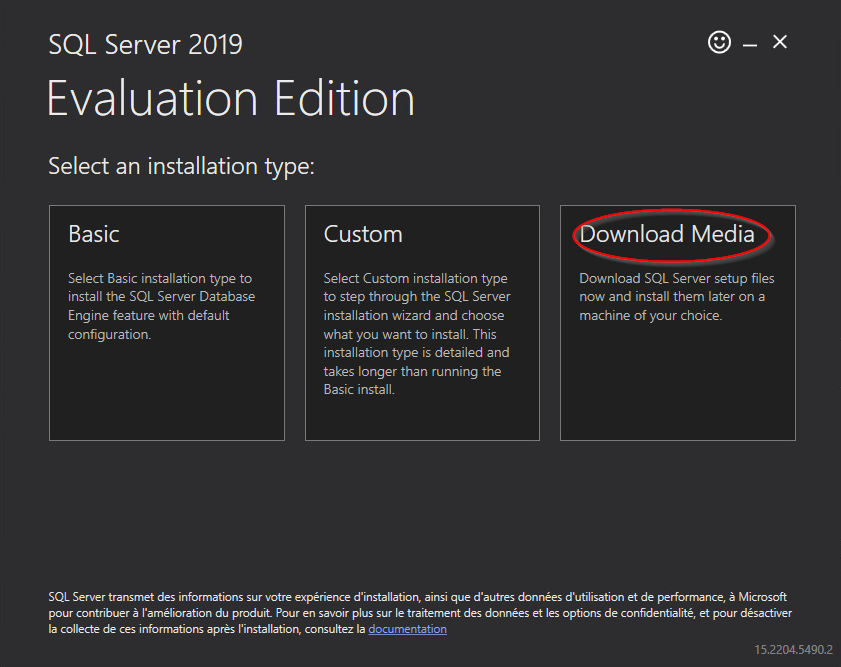 SQL Server 2019
Evaluation Edition
Select an installation type:
Basic
Select Basic installation type to
install the SQL Server Database
Engine feature with default
configuration.
Custom
Select Custom installation type
to step through the SQL Server
installation wizard and choose
what you want to install. This
installation type is detailed and
takes longer than running the
Basic install.
Download Media
Download SQL Server setup files
now and install them later on a
machine of your choice.
SQL Server transmet des informations sur votre expérience d'installation, ainsi que d'autres données d'utilisation et de performance, à Microsoft
pour contribuer à l'amélioration du produit. Pour en savoir plus sur le traitement des données et les options de confidentialité, et pour désactiver
la collecte de ces informations après l'installation, consultez la documentation
15.2204.5490.2